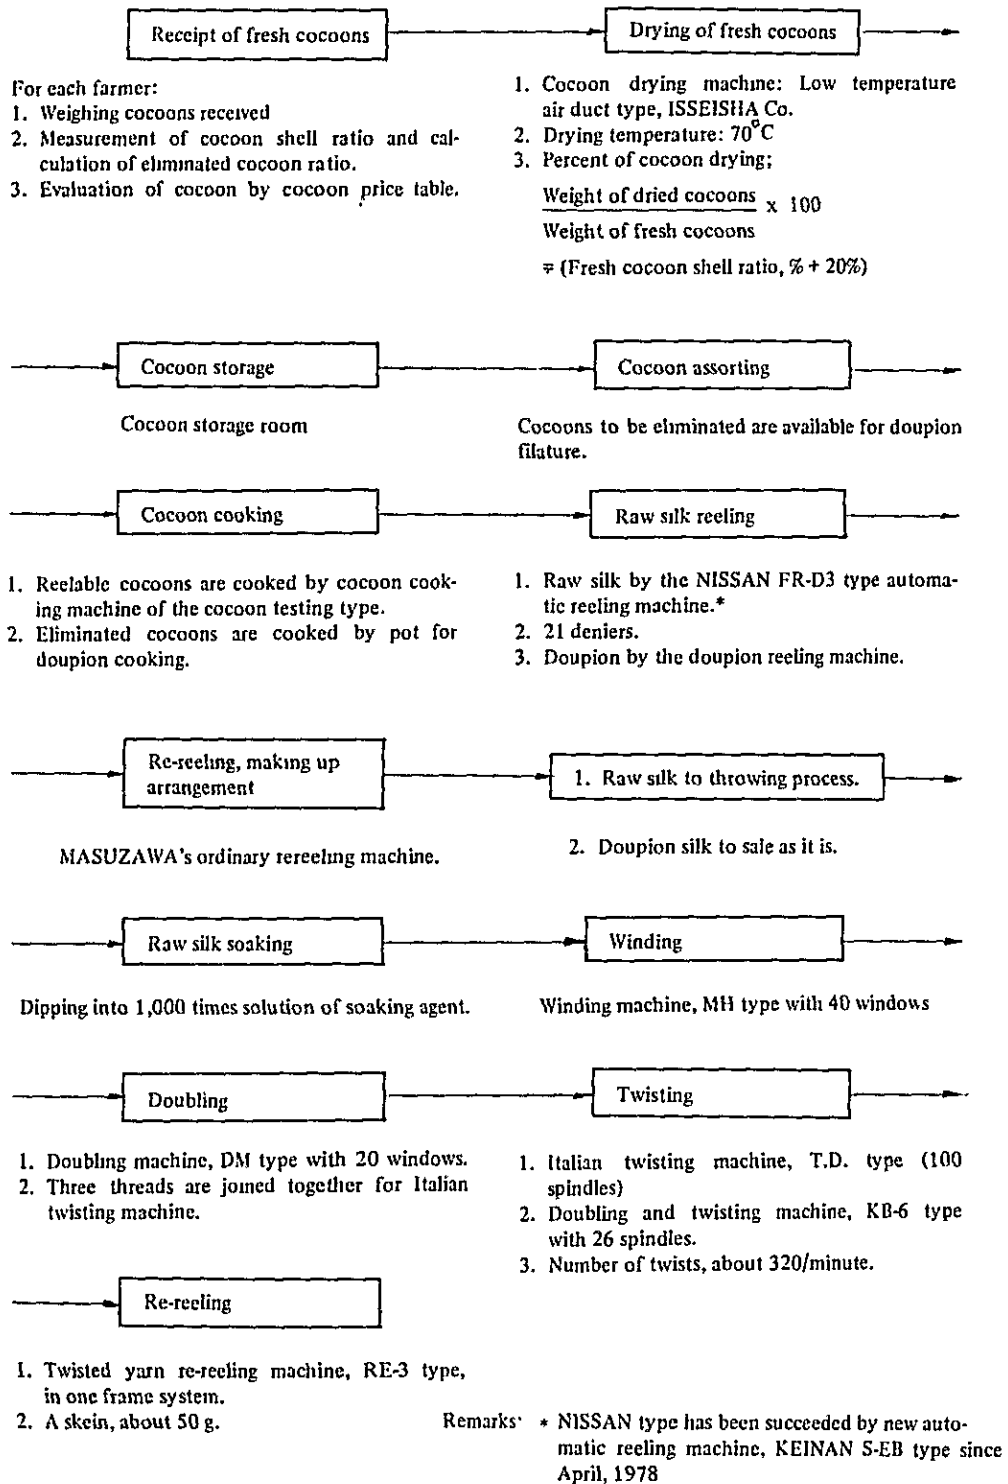 Receipt of fresh cocoons
For each farmer:
1. Weighing cocoons received
2. Measurement of cocoon shell ratio and cal-
culation of eliminated cocoon ratio.
3. Evaluation of cocoon by cocoon price table.
Drying of fresh cocoons
1. Cocoon drying machine: Low temperature
air duct type, ISSEISHA Co.
2. Drying temperature: 70°C
3. Percent of cocoon drying;
Weight of dried cocoons x 100
Weight of fresh cocoons
≒ (Fresh cocoon shell ratio, % + 20%)
Cocoon storage
Cocoon storage room
Cocoon assorting
Cocoons to be eliminated are available for doupion
filature.
Cocoon cooking
1. Reelable cocoons are cooked by cocoon cook-
ing machine of the cocoon testing type.
2. Eliminated cocoons are cooked by pot for
doupion cooking.
Raw silk reeling
1. Raw silk by the NISSAN FR-D3 type automa-
tic reeling machine.*
2. 21 deniers.
3. Doupion by the doupion reeling machine.
Re-reeling, making up
arrangement
MASUZAWA's ordinary rereeling machine.
1. Raw silk to throwing process.
2. Doupion silk to sale as it is.
Raw silk soaking
Dipping into 1,000 times solution of soaking agent.
Winding
Winding machine, MH type with 40 windows
Doubling
1. Doubling machine, DM type with 20 windows.
2. Three threads are joined together for Italian
twisting machine.
Twisting
1. Italian twisting machine, T.D. type (100
spindles)
2. Doubling and twisting machine, KB-6 type
with 26 spindles.
3. Number of twists, about 320/minute.
Re-reeling
1. Twisted yarn re-reeling machine, RE-3 type,
in one frame system.
2. A skein, about 50 g.
Remarks: * NISSAN type has been succeeded by new auto-
matic reeling machine, KEINAN S-EB type since
April, 1978